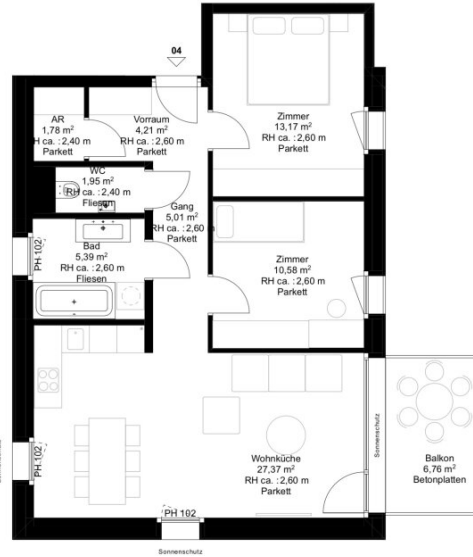 04
AR
1,78 m²
RH ca. :2,40 m
Parkett
Vorraum
4,21 m²
RH ca. :2,60 m
Parkett
Zimmer
13,17 m²
RH ca. :2,60 m
Parkett
WC
1,95 m²
RH ca. :2,40 m
Fliesen
Gang
5,01 m²
RH ca. :2,60
Parkett
Bad
5,39 m²
RH ca. :2,60 m
Fliesen
PH 102
Zimmer
10,58 m²
RH ca. :2,60 m
Parkett
Wohnküche
27,37 m²
RH ca. :2,60 m
Parkett
Sonnenschutz
Balkon
6,76 m²
Betonplatten
PH 102
PH 102
Sonnenschutz